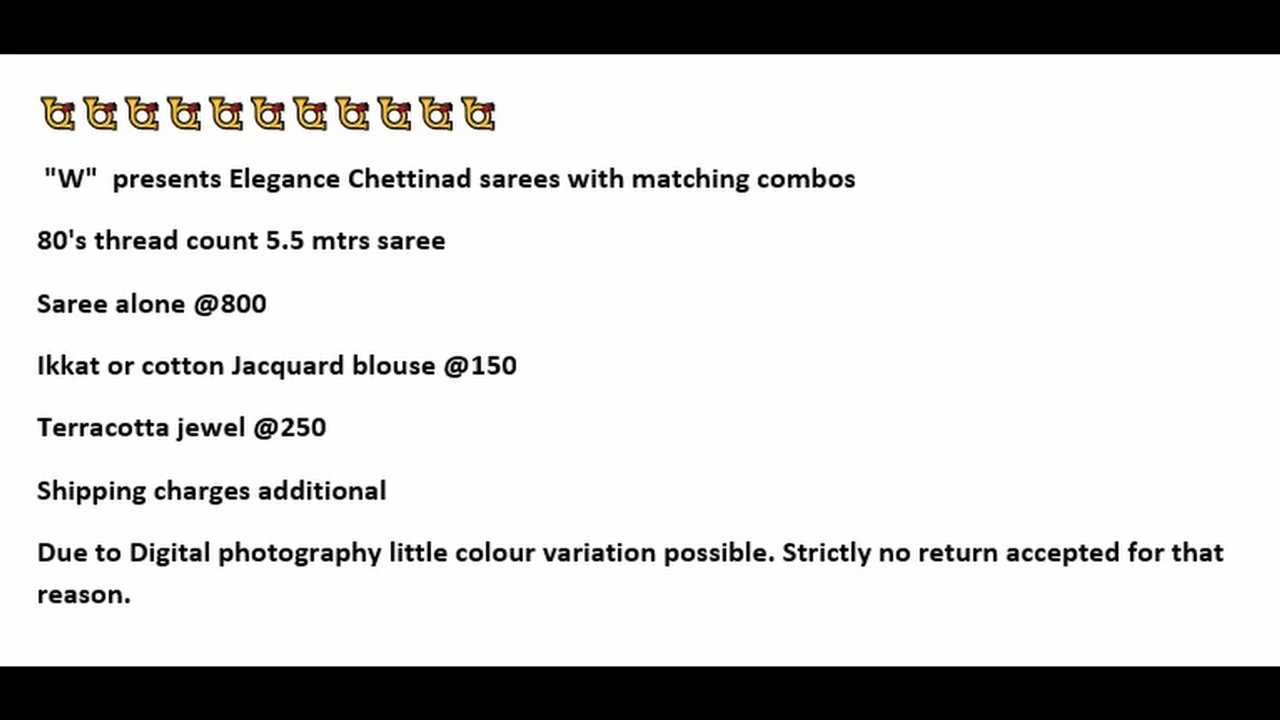 "W" presents Elegance Chettinad sarees with matching combos
80's thread count 5.5 mtrs saree
Saree alone @800
Ikkat or cotton Jacquard blouse @150
Terracotta jewel @250
Shipping charges additional
Due to Digital photography little colour variation possible. Strictly no return accepted for that
reason.